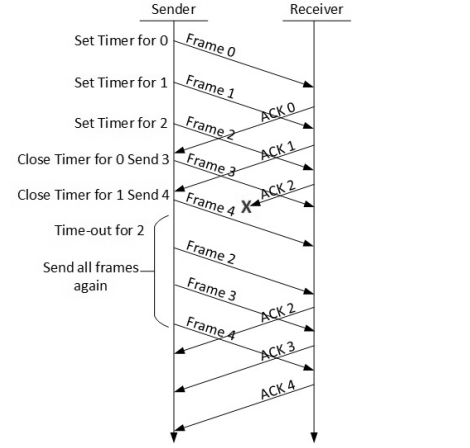 Sender
Receiver
Set Timer for 0
Frame 0
Set Timer for 1
Frame 1
ACK 0
Set Timer for 2
Frame 2
ACK 1
Close Timer for 0 Send 3
Frame 3
ACK 2
Close Timer for 1 Send 4
Frame 4
X
Time-out for 2
Frame 2
Send all frames
again
Frame 3
ACK 2
Frame 4
ACK 3
ACK 4